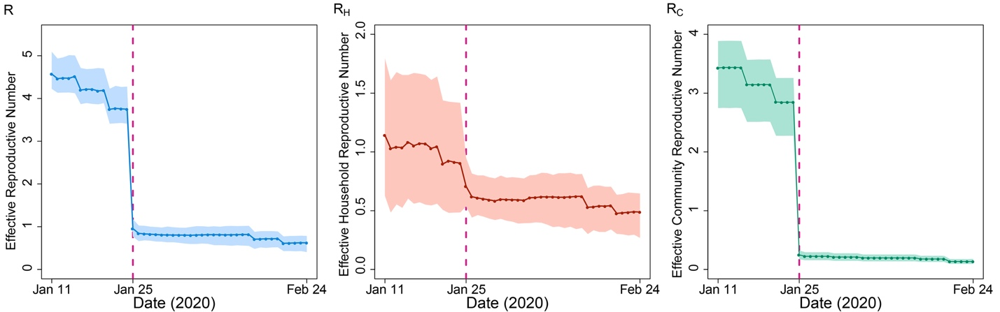 R
Effective Reproductive Number
5
4
3
2
1
0
Jan 11
Jan 25
Feb 24
Date (2020)
R_H
Effective Household Reproductive Number
2.0
1.5
1.0
0.5
0.0
Jan 11
Jan 25
Feb 24
Date (2020)
R_C
Effective Community Reproductive Number
4
3
2
1
0
Jan 11
Jan 25
Feb 24
Date (2020)